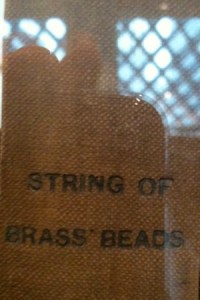 STRING OF
BRASS BEADS